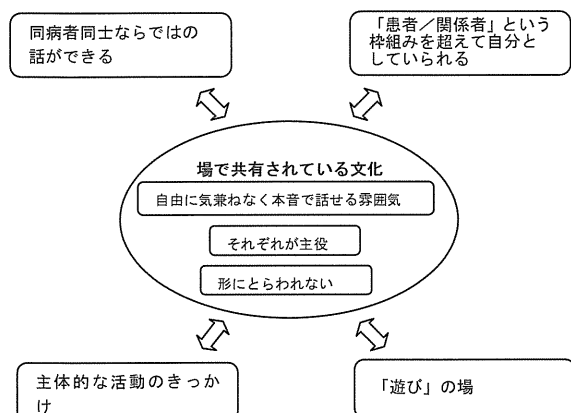 同病者同士ならではの
話ができる
「患者／関係者」という
枠組みを超えて自分と
していられる
場で共有されている文化
自由に気兼ねなく本音で話せる雰囲気
それぞれが主役
形にとらわれない
主体的な活動のきっか
け
「遊び」の場